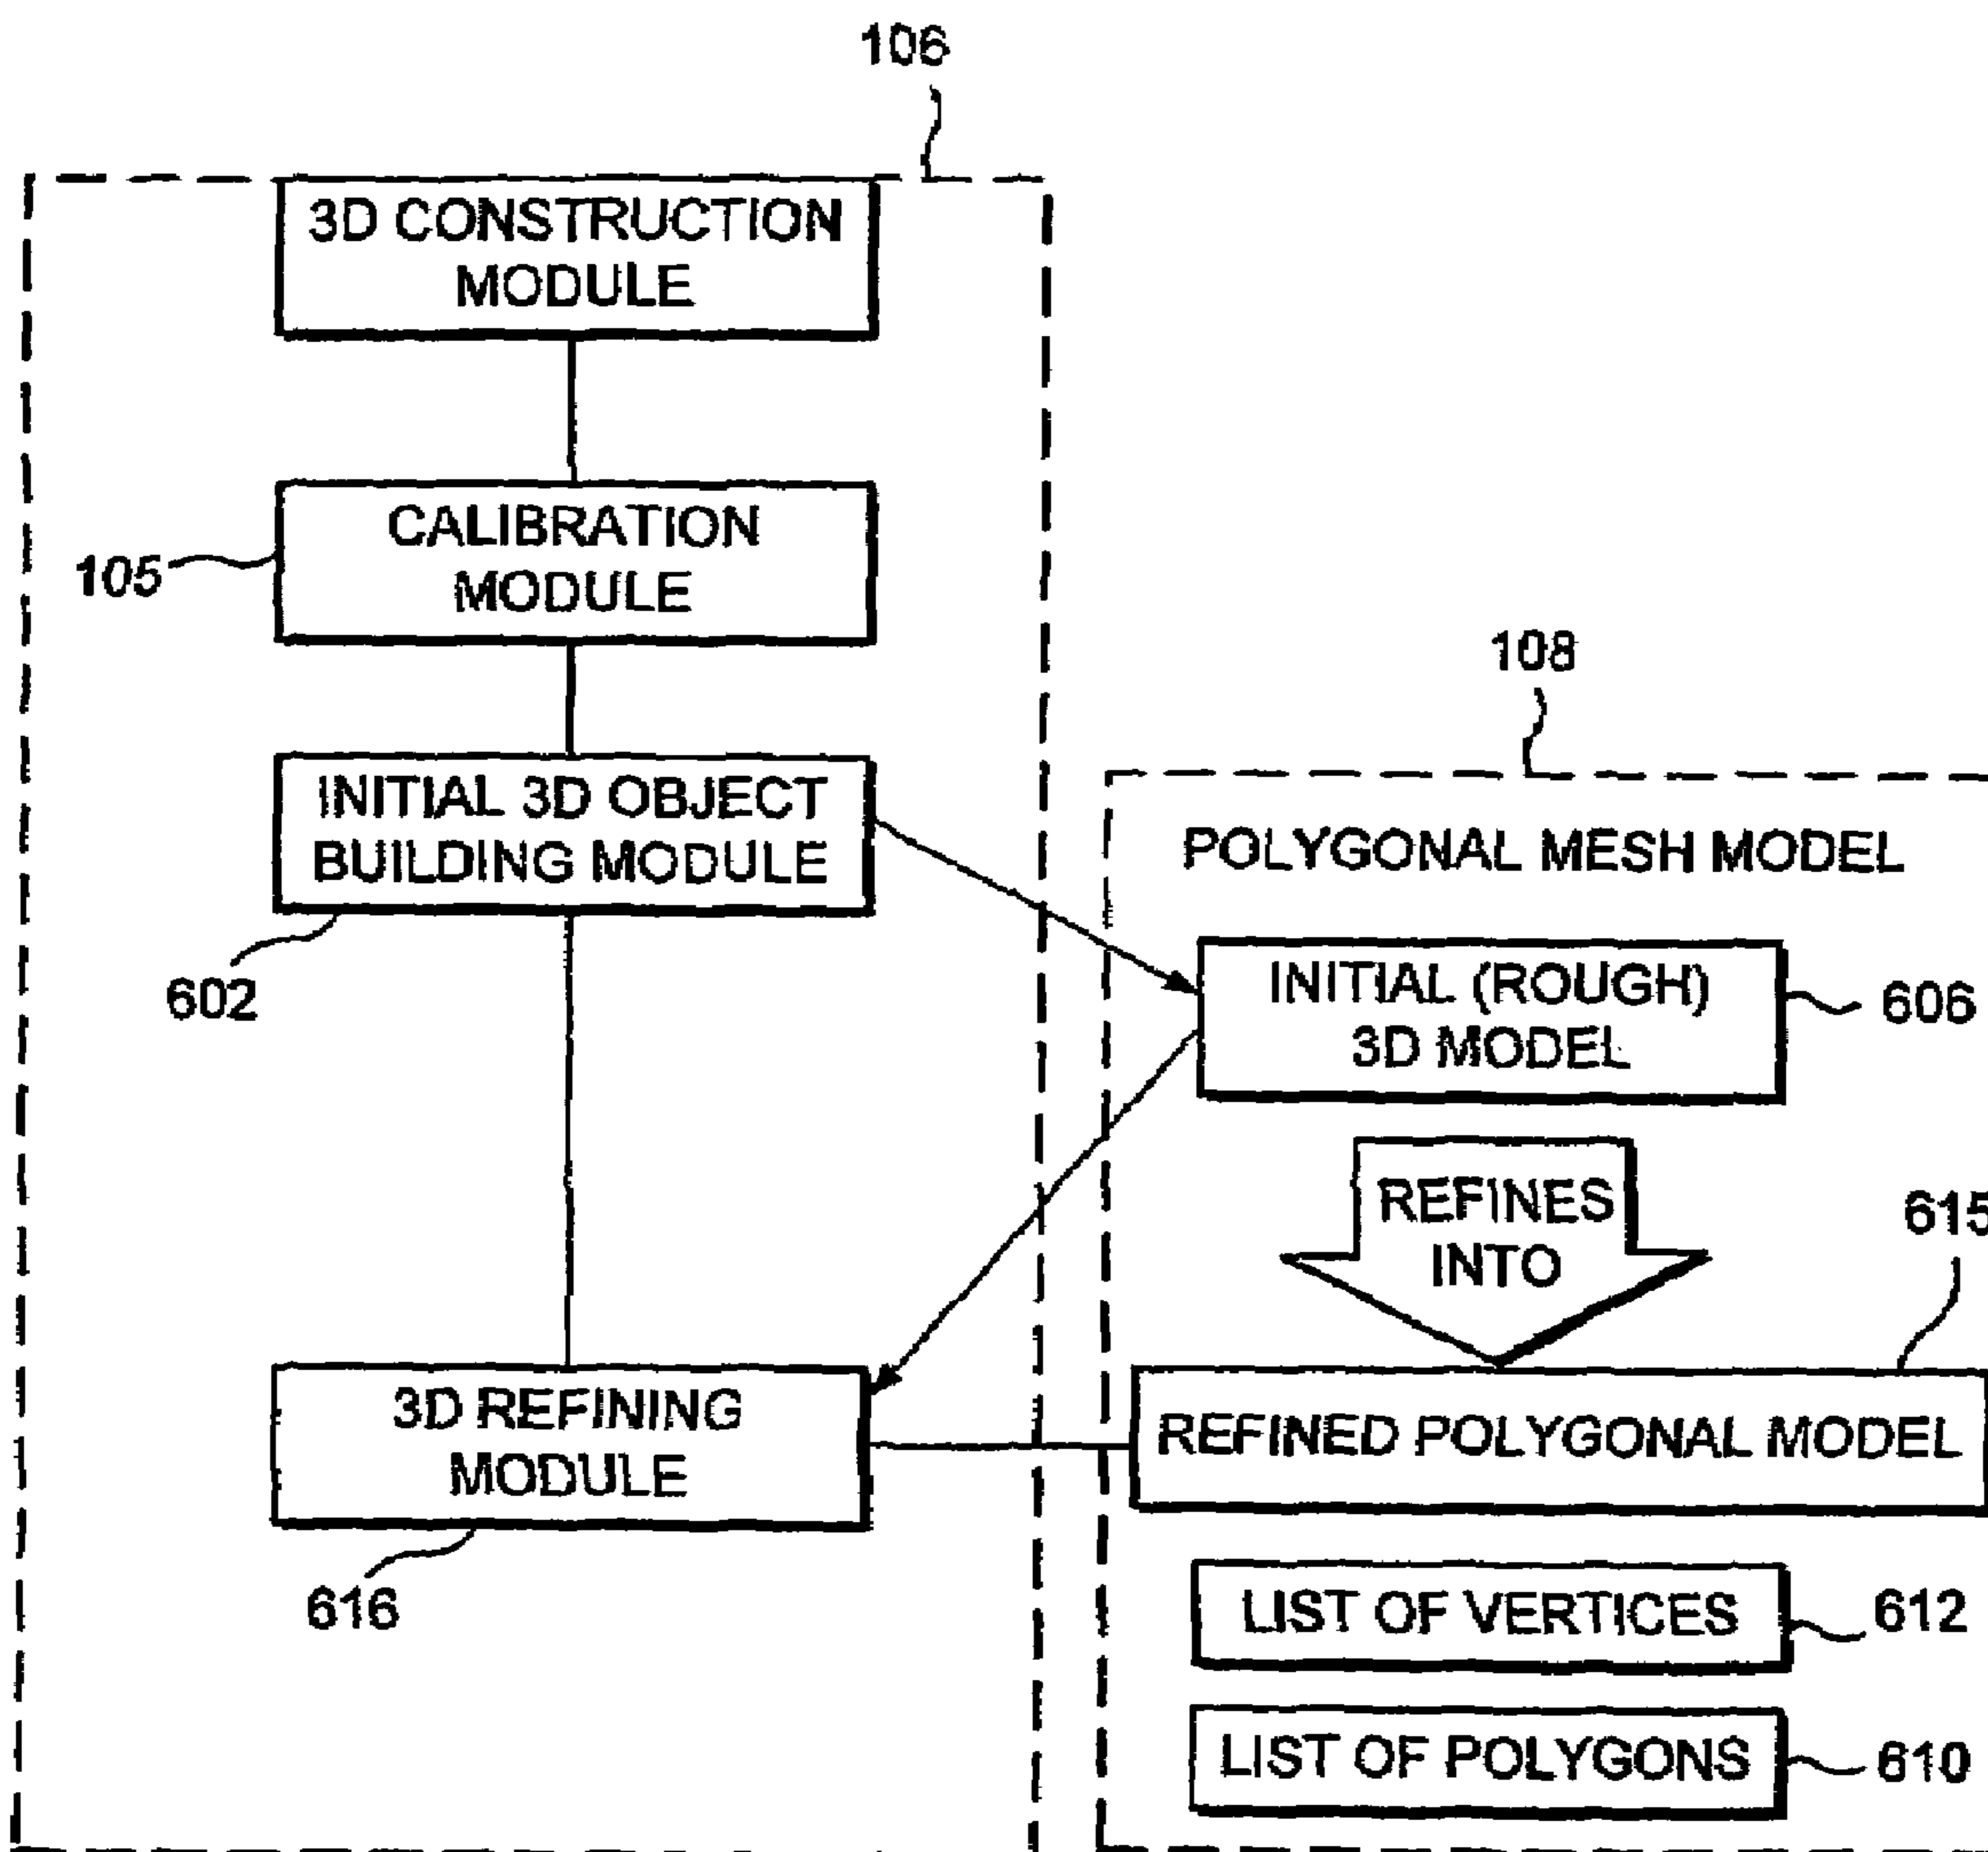 106
3D CONSTRUCTION
MODULE
CALIBRATION
MODULE
105
INITIAL 3D OBJECT
BUILDING MODULE
602
3D REFINING
MODULE
616
108
POLYGONAL MESH MODEL
INITIAL (ROUGH)
3D MODEL
606
REFINES
INTO
615
REFINED POLYGONAL MODEL
LIST OF VERTICES
612
LIST OF POLYGONS
610